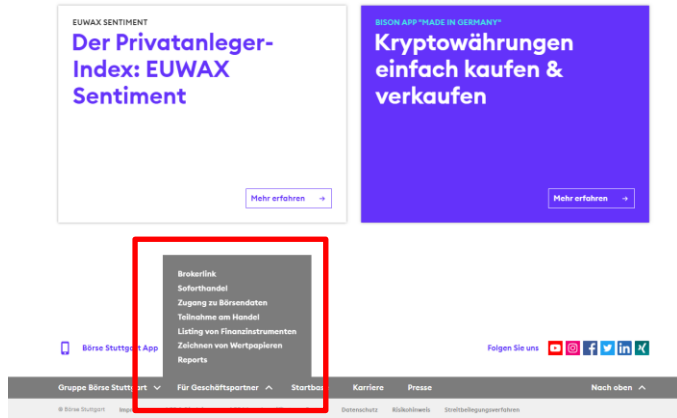 EUWAX SENTIMENT
Der Privatanleger-
Index: EUWAX
Sentiment
Mehr erfahren →
BISON APP "MADE IN GERMANY"
Kryptowährungen
einfach kaufen &
verkaufen
Mehr erfahren →
Brokerlink
Soforthandel
Zugang zu Börsendaten
Teilnahme am Handel
Listing von Finanzinstrumenten
Zeichnen von Wertpapieren
Reports
Börse Stuttgart App
Folgen Sie uns
Gruppe Börse Stuttgart Für Geschäftspartner Karriere Presse Nach oben
© Börse Stuttgart Datenschutz Risikohinweis Streitbeilegungsverfahren